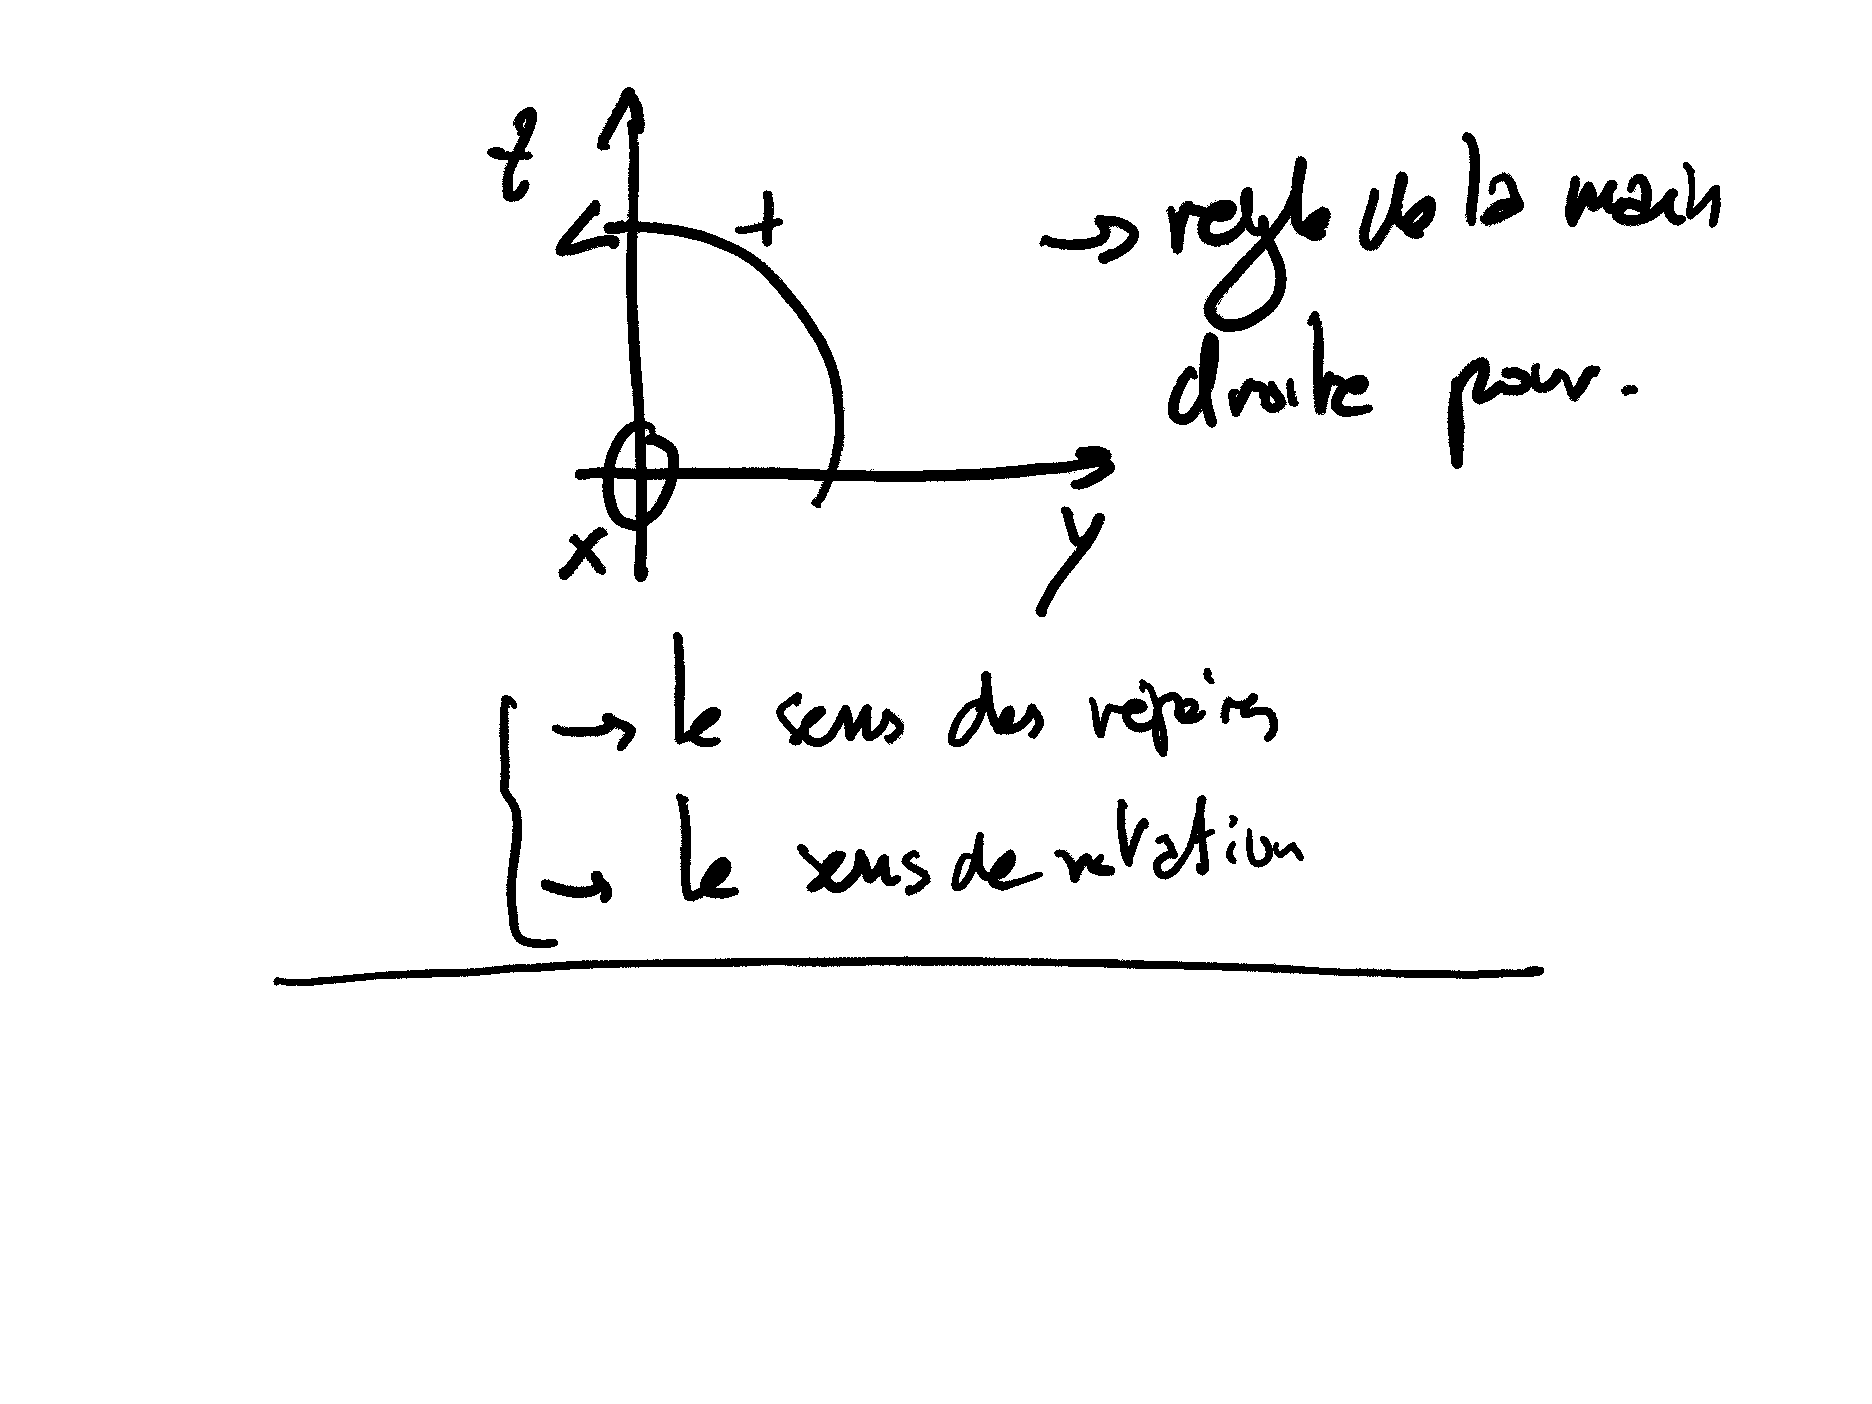 z
+
→ regle de la main
droite pour.
x
y
→ le sens des repères
→ le sens de rotation